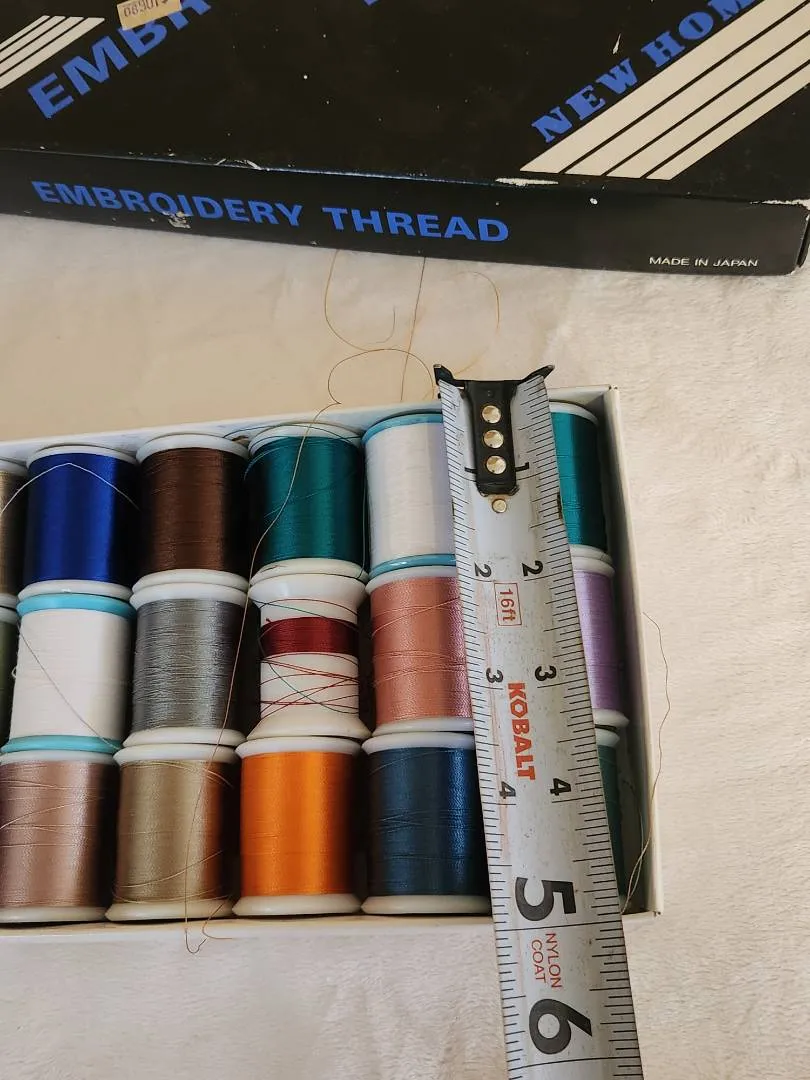 068901
EMBR
NEW HOM
EMBROIDERY THREAD
MADE IN JAPAN
2 2
16ft
3 3
KOBALT
4 4
5
NYLON
COAT
6